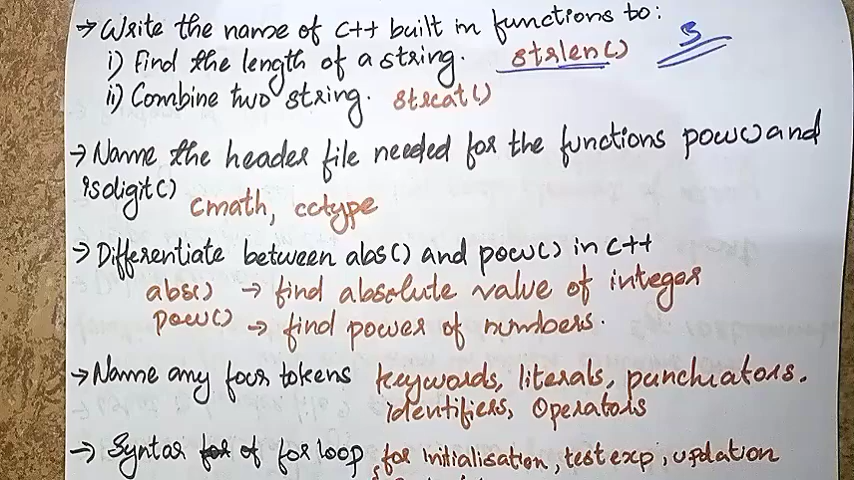 → Write the name of C++ built in functions to:
i) Find the length of a string. strlen() 5
ii) Combine two string. strcat()
→ Name the header file needed for the functions pow() and
isdigit() cmath, cctype
→ Differentiate between abs() and pow() in C++
abs() → find absolute value of integer
pow() → find power of numbers.
→ Name any four tokens keywords, literals, punctuators.
identifiers, Operators
→ Syntax of for loop for initialisation, test exp, updation